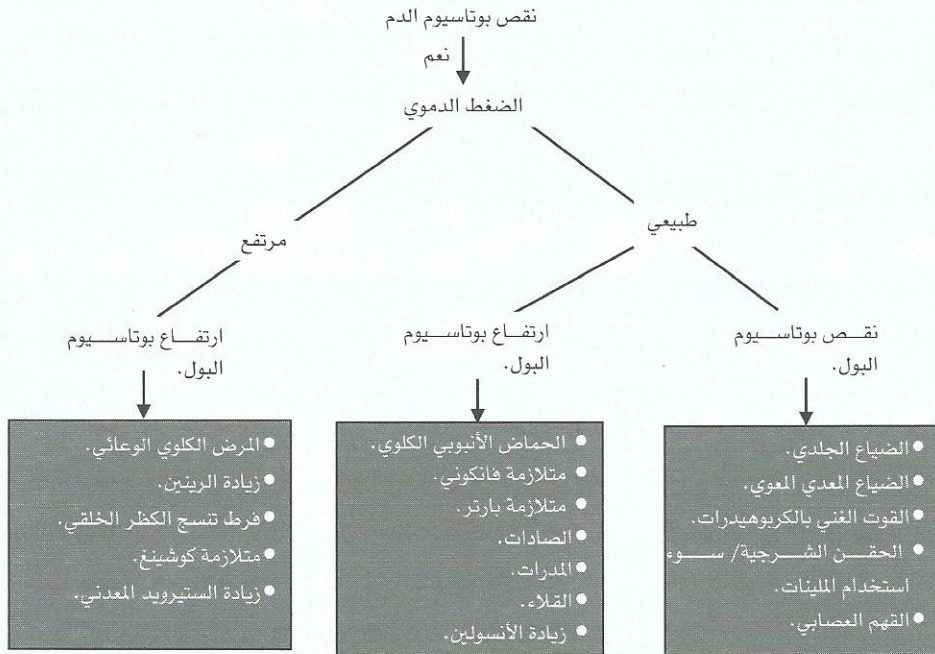 نقص بوتاسيوم الدم
نعم
الضغط الدموي
مرتفع
طبيعي
ارتفاع بوتاسيوم
البول.
ارتفاع بوتاسيوم
البول.
نقص بوتاسيوم
البول.
● المرض الكلوي الوعائي.
● زيادة الرينين.
● فرط تنسج الكظر الخلقي.
● متلازمة كوشينغ.
● زيادة الستيرويد المعدني.
● الحماض الأنبوبي الكلوي.
● متلازمة فانكوني.
● متلازمة بارتر.
● الصادات.
● المدرات.
● القلاء.
● زيادة الأنسولين.
● الضياع الجلدي.
● الضياع المعدي المعوي.
● القوت الغني بالكربوهيدرات.
● الحقن الشرجية/ سوء
استخدام الملينات.
● القهم العصابي.